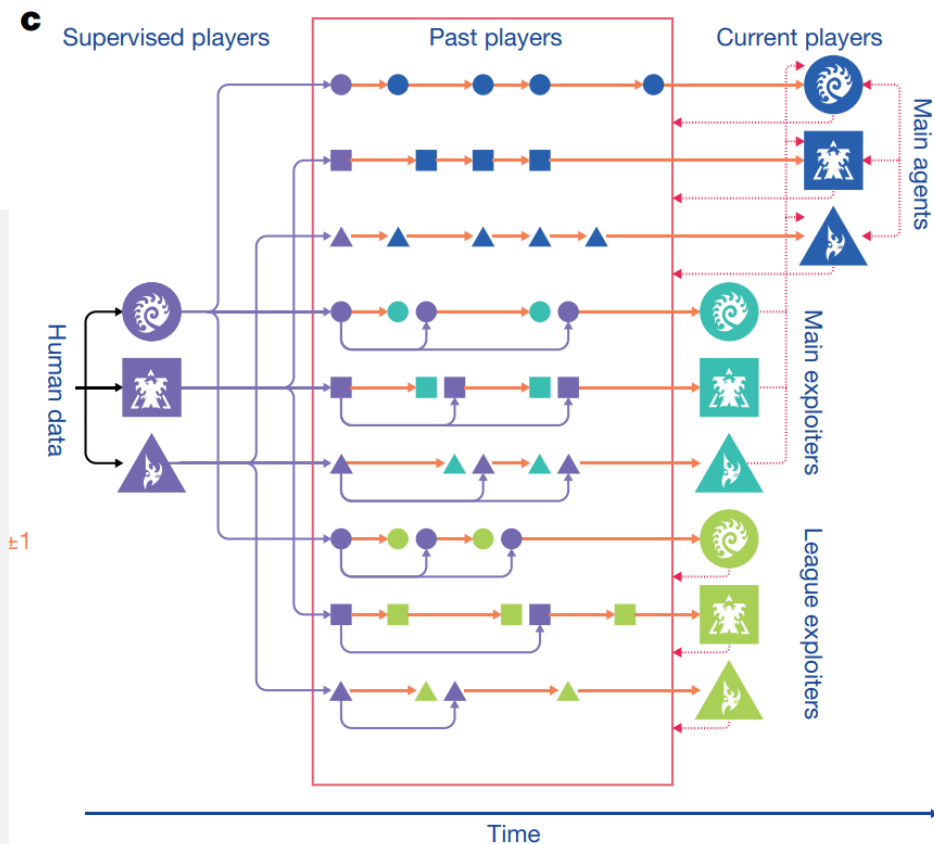 c
Supervised players
Past players
Current players
Main agents
Human data
Main exploiters
±1
League exploiters
Time